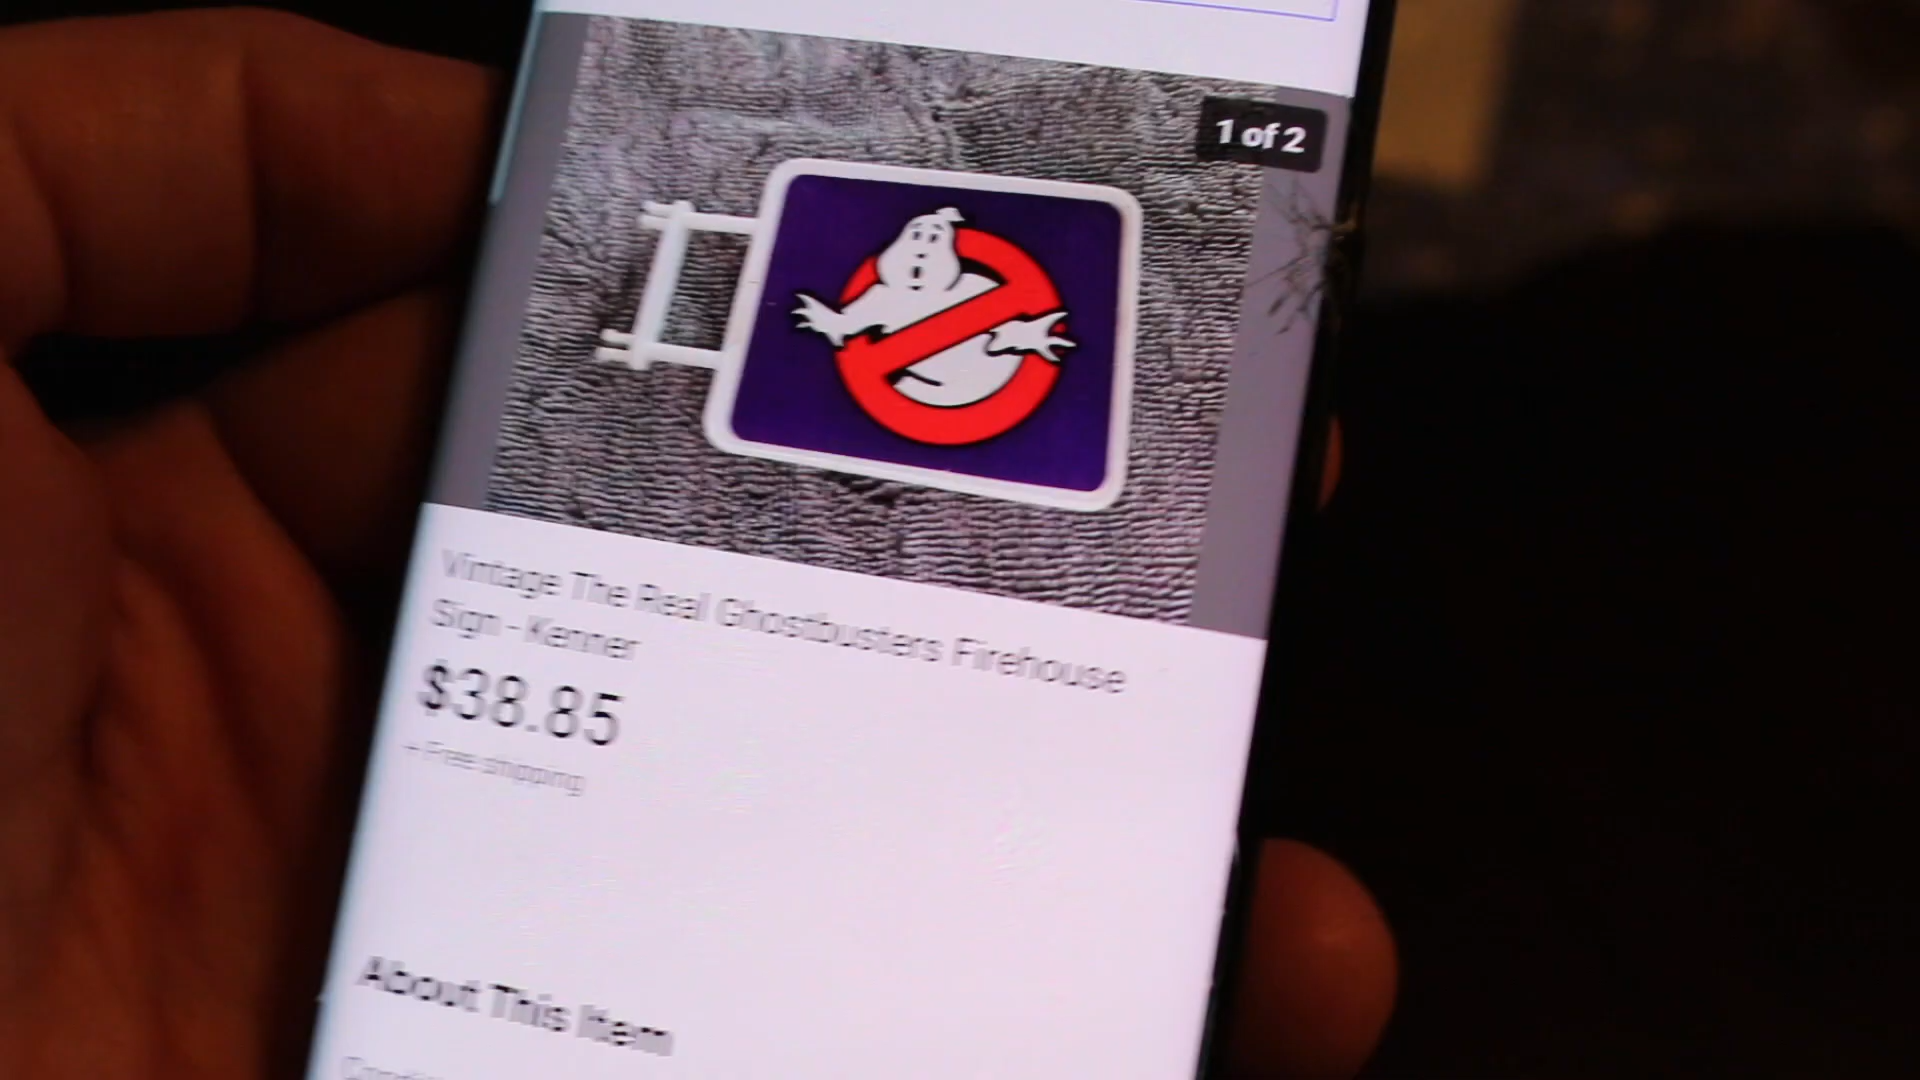 1 of 2
Vintage The Real Ghostbusters Firehouse
Sign - Kenner
$38.85
+ Free shipping
About This Item